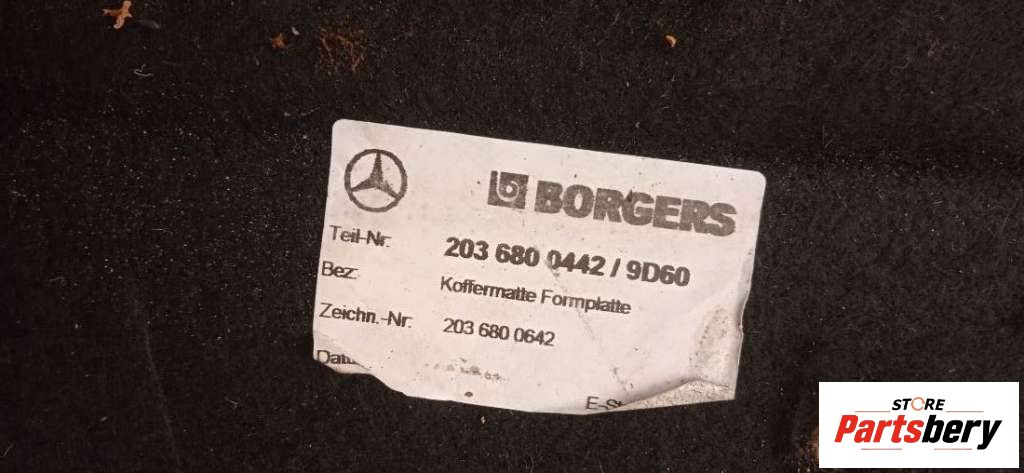 BORGERS
Teil-Nr. 203 680 0442 / 9D60
Bez: Koffermatte Formplatte
Zeichn.-Nr. 203 680 0642
STORE
Partsbery